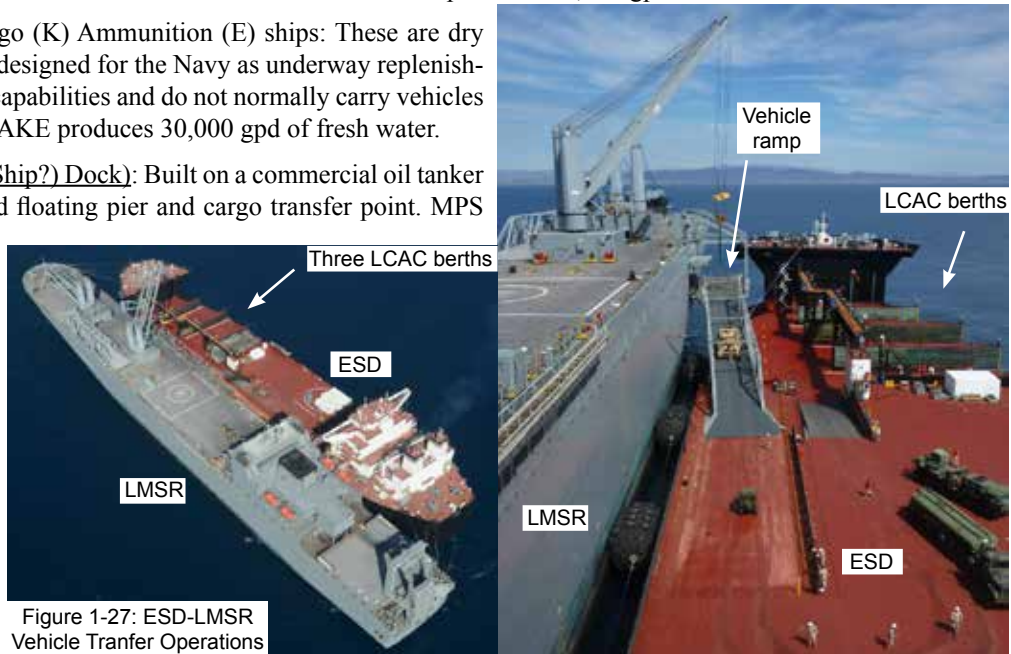 go (K) Ammunition (E) ships: These are dry
designed for the Navy as underway replenish-
capabilities and do not normally carry vehicles
AKE produces 30,000 gpd of fresh water.
Ship?) Dock): Built on a commercial oil tanker
d floating pier and cargo transfer point. MPS
Three LCAC berths
ESD
LMSR
Figure 1-27: ESD-LMSR
Vehicle Tranfer Operations
Vehicle
ramp
LCAC berths
LMSR
ESD